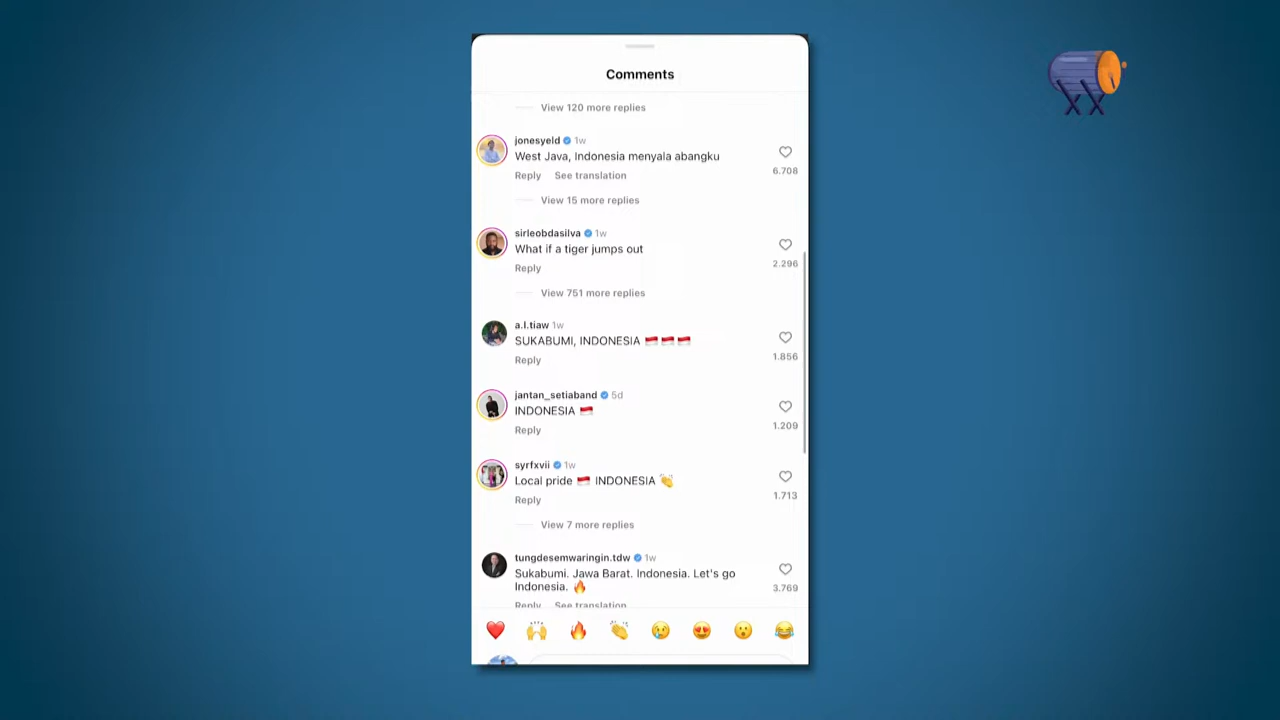 Comments
View 120 more replies
jonesyeld 1w
West Java, Indonesia menyala abangku
6.708
Reply See translation
View 15 more replies
sirleobdasilva 1w
What if a tiger jumps out
2.296
Reply
View 751 more replies
a.l.tiaw 1w
SUKABUMI, INDONESIA 🇮🇩🇮🇩🇮🇩
1.856
Reply
jantan_setiaband 5d
INDONESIA 🇮🇩
1.209
Reply
syrfxvii 1w
Local pride 🇮🇩 INDONESIA 👏
1.713
Reply
View 7 more replies
tungdesemwaringin.tdw 1w
Sukabumi. Jawa Barat. Indonesia. Let's go
Indonesia. 🔥
3.769
Reply See translation